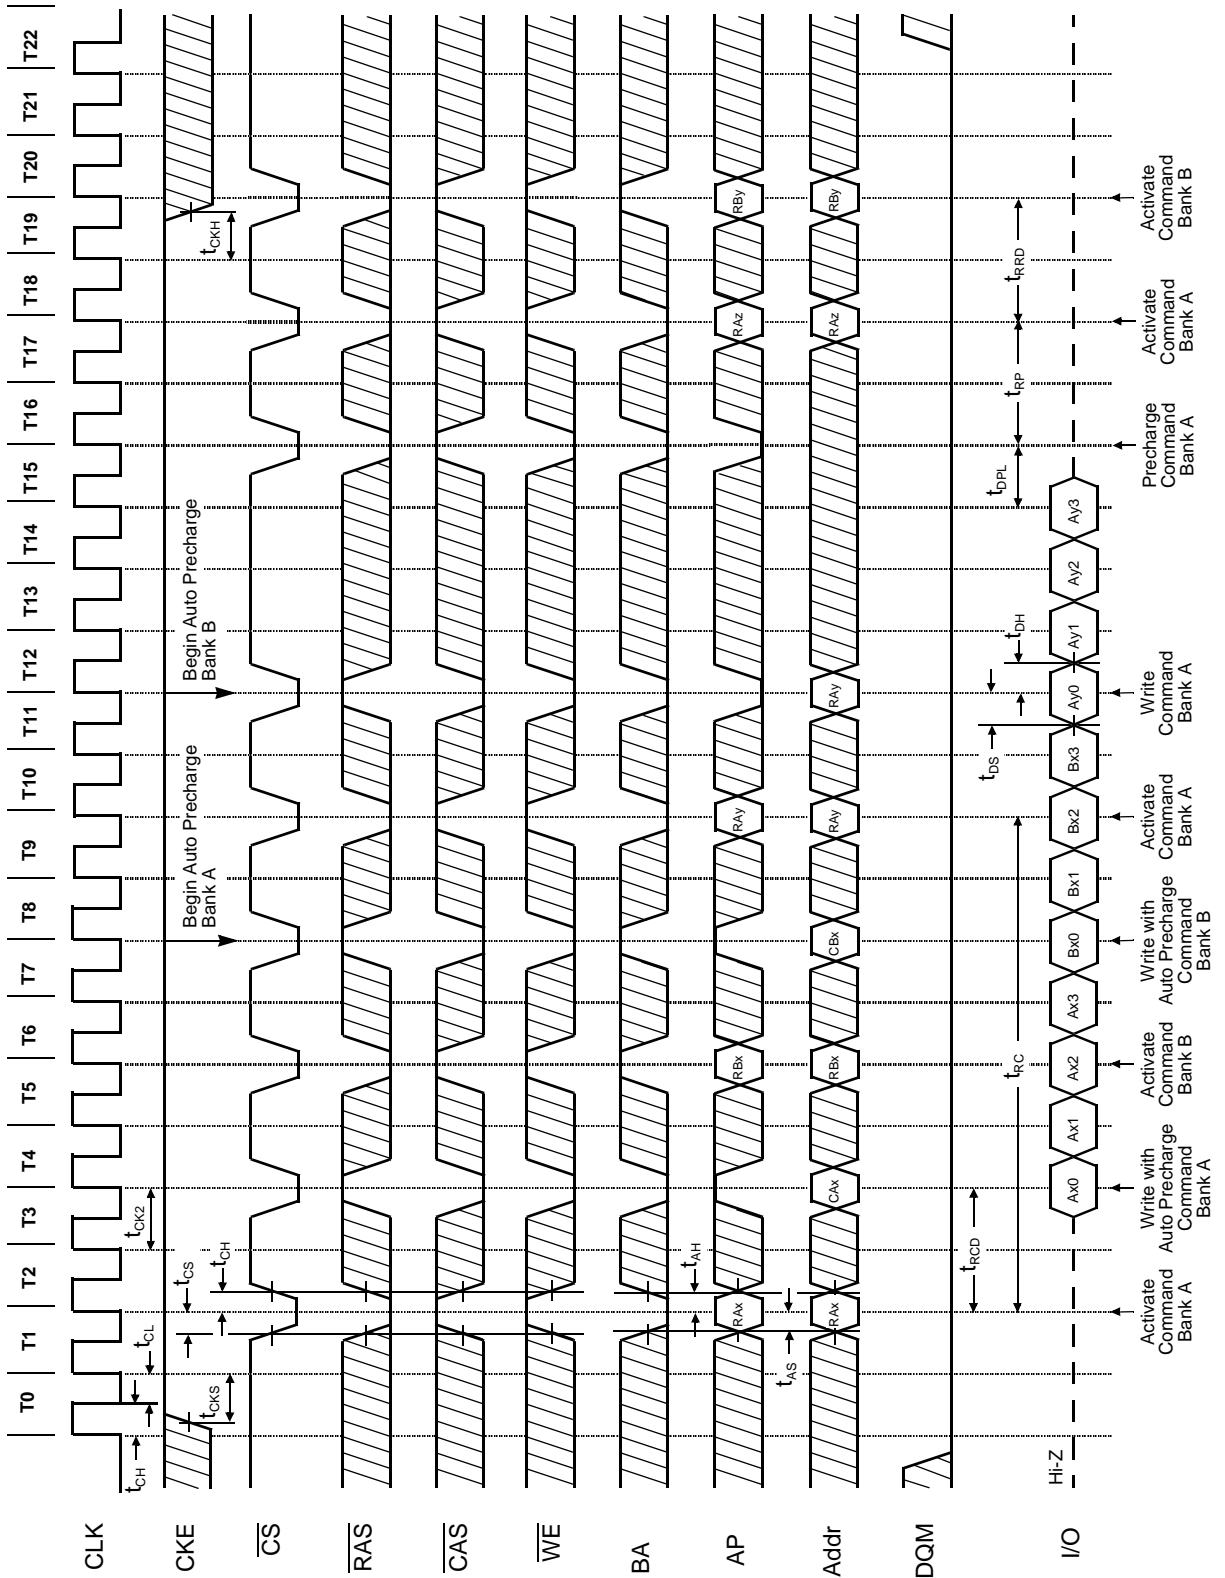 T0 T1 T2 T3 T4 T5 T6 T7 T8 T9 T10 T11 T12 T13 T14 T15 T16 T17 T18 T19 T20 T21 T22
CLK
tCH
tCL
tCK2
CKE
tCKS
tCS
tCH
Begin Auto Precharge
Bank A
Begin Auto Precharge
Bank B
tCKH
CS
RAS
CAS
WE
BA
tAH
AP
RAx RBx RAy RAz RBy
tAS
Addr
RAx CAx RBx CBx RAy RAy RAz RBy
DQM
tRCD
tDS
tDPL
tRC
tDH
tRP
tRRD
I/O
Hi-Z
Ax0 Ax1 Ax2 Ax3 Bx0 Bx1 Bx2 Bx3 Ay0 Ay1 Ay2 Ay3
Activate
Command
Bank A
Write with
Auto Precharge
Command
Bank A
Activate
Command
Bank B
Write with
Auto Precharge
Command
Bank B
Activate
Command
Bank A
Write
Command
Bank A
Precharge
Command
Bank A
Activate
Command
Bank A
Activate
Command
Bank B